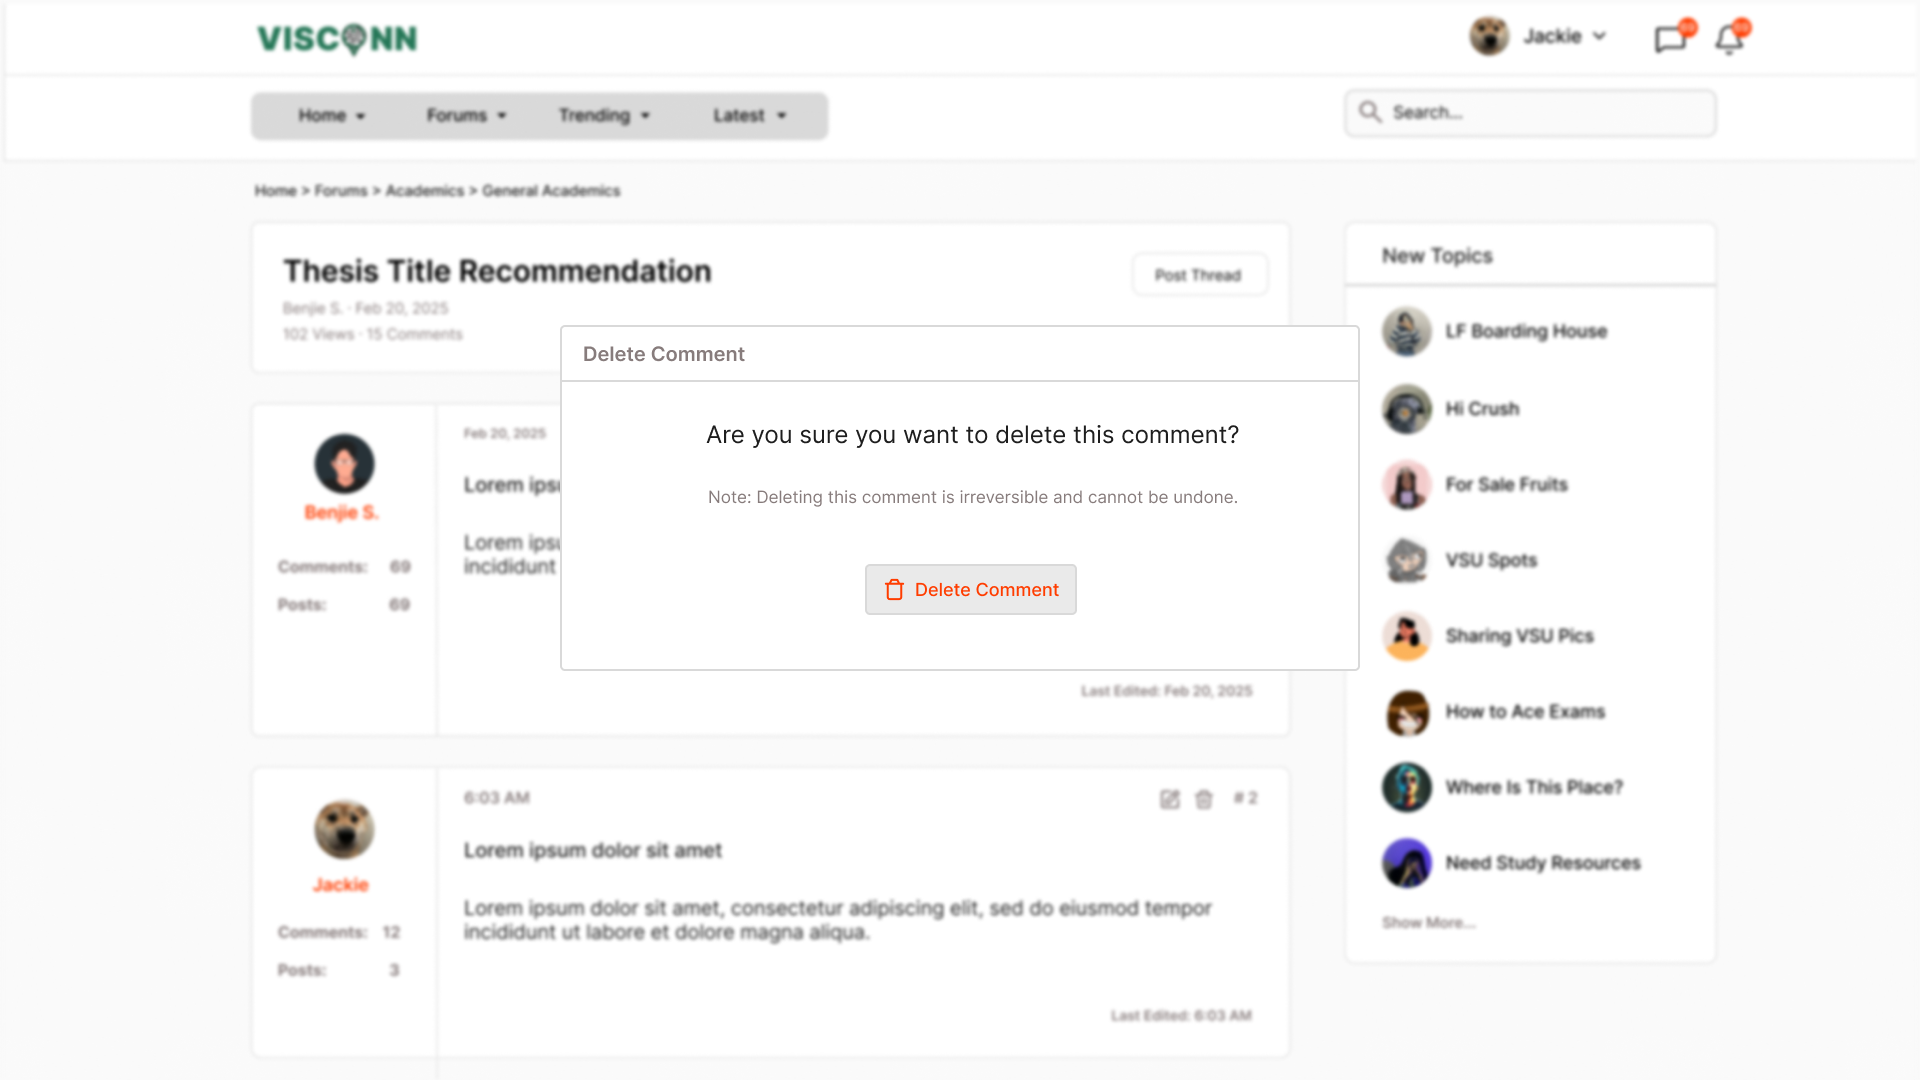 VISCONN
Jackie
Home
Forums
Trending
Latest
Search...
Home > Forums > Academics > General Academics
Thesis Title Recommendation
Benjie S. · Feb 20, 2025
102 Views · 15 Comments
Post Thread
New Topics
LF Boarding House
Hi Crush
For Sale Fruits
VSU Spots
Sharing VSU Pics
How to Ace Exams
Where Is This Place?
Need Study Resources
Show More...
Delete Comment
Are you sure you want to delete this comment?
Note: Deleting this comment is irreversible and cannot be undone.
Delete Comment
Benjie S.
Comments: 69
Posts: 69
Feb 20, 2025
Lorem
Lorem
incididunt
Last Edited: Feb 20, 2025
Jackie
Comments: 12
Posts: 3
6:03 AM
# 2
Lorem ipsum dolor sit amet
Lorem ipsum dolor sit amet, consectetur adipiscing elit, sed do eiusmod tempor
incididunt ut labore et dolore magna aliqua.
Last Edited: 6:03 AM